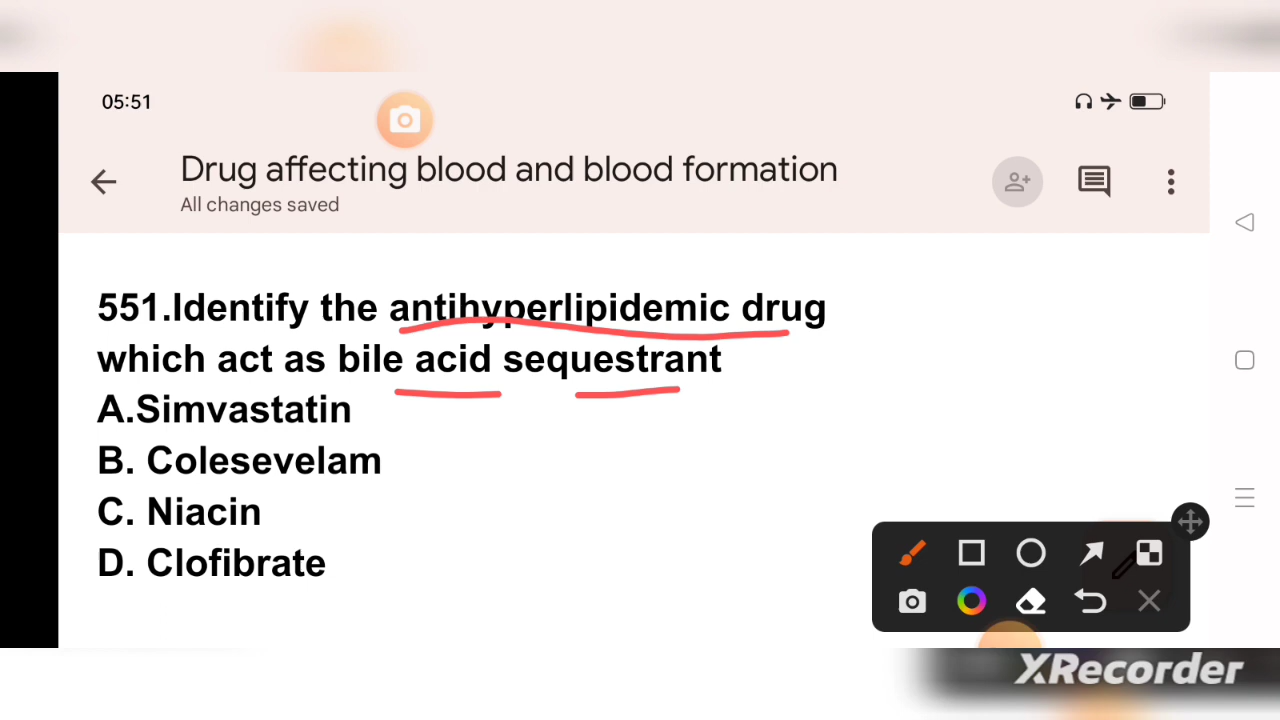 05:51
Drug affecting blood and blood formation
All changes saved
551.Identify the antihyperlipidemic drug
which act as bile acid sequestrant
A.Simvastatin
B. Colesevelam
C. Niacin
D. Clofibrate
XRecorder